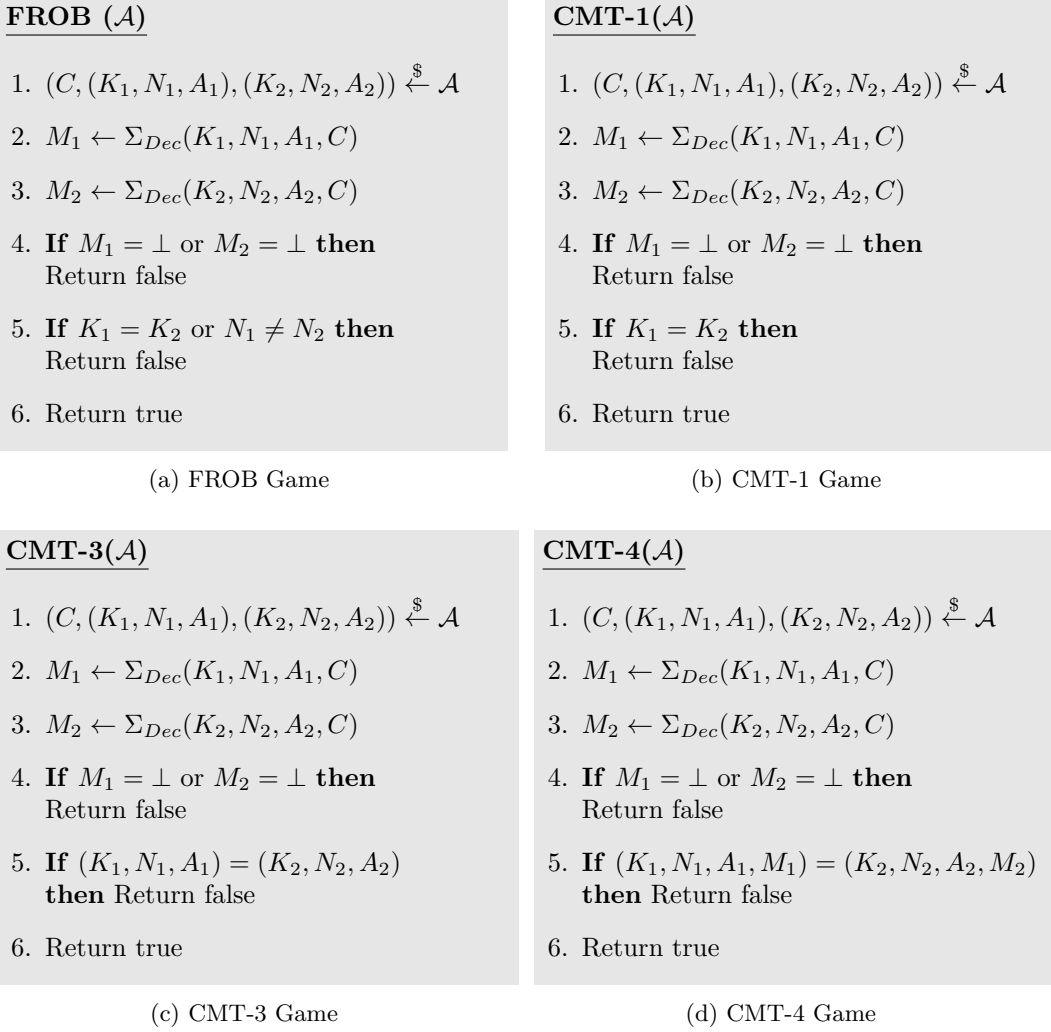 FROB (𝒜)
1. (C, (K₁, N₁, A₁), (K₂, N₂, A₂)) $← 𝒜
2. M₁ ← Σ_Dec(K₁, N₁, A₁, C)
3. M₂ ← Σ_Dec(K₂, N₂, A₂, C)
4. If M₁ = ⊥ or M₂ = ⊥ then
Return false
5. If K₁ = K₂ or N₁ ≠ N₂ then
Return false
6. Return true
(a) FROB Game
CMT-1(𝒜)
1. (C, (K₁, N₁, A₁), (K₂, N₂, A₂)) $← 𝒜
2. M₁ ← Σ_Dec(K₁, N₁, A₁, C)
3. M₂ ← Σ_Dec(K₂, N₂, A₂, C)
4. If M₁ = ⊥ or M₂ = ⊥ then
Return false
5. If K₁ = K₂ then
Return false
6. Return true
(b) CMT-1 Game
CMT-3(𝒜)
1. (C, (K₁, N₁, A₁), (K₂, N₂, A₂)) $← 𝒜
2. M₁ ← Σ_Dec(K₁, N₁, A₁, C)
3. M₂ ← Σ_Dec(K₂, N₂, A₂, C)
4. If M₁ = ⊥ or M₂ = ⊥ then
Return false
5. If (K₁, N₁, A₁) = (K₂, N₂, A₂)
then Return false
6. Return true
(c) CMT-3 Game
CMT-4(𝒜)
1. (C, (K₁, N₁, A₁), (K₂, N₂, A₂)) $← 𝒜
2. M₁ ← Σ_Dec(K₁, N₁, A₁, C)
3. M₂ ← Σ_Dec(K₂, N₂, A₂, C)
4. If M₁ = ⊥ or M₂ = ⊥ then
Return false
5. If (K₁, N₁, A₁, M₁) = (K₂, N₂, A₂, M₂)
then Return false
6. Return true
(d) CMT-4 Game